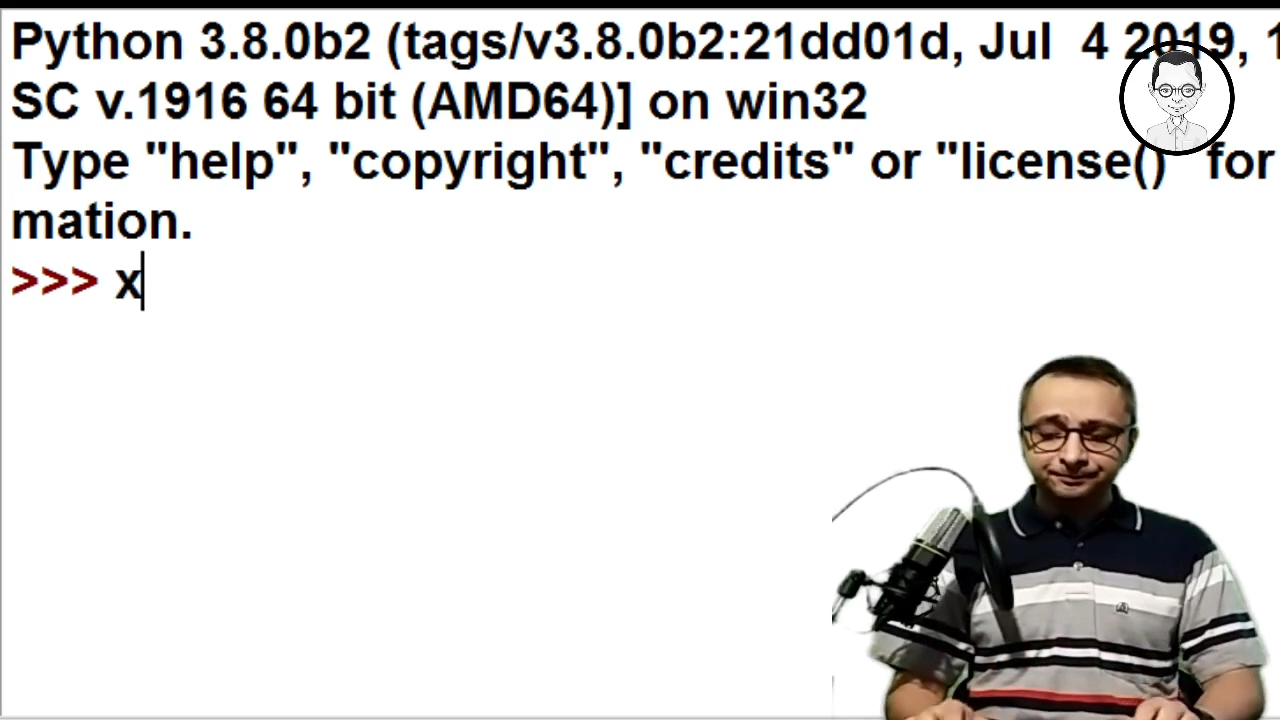 Python 3.8.0b2 (tags/v3.8.0b2:21dd01d, Jul 4 2019, 1
SC v.1916 64 bit (AMD64)] on win32
Type "help", "copyright", "credits" or "license()" for
mation.
>>> x